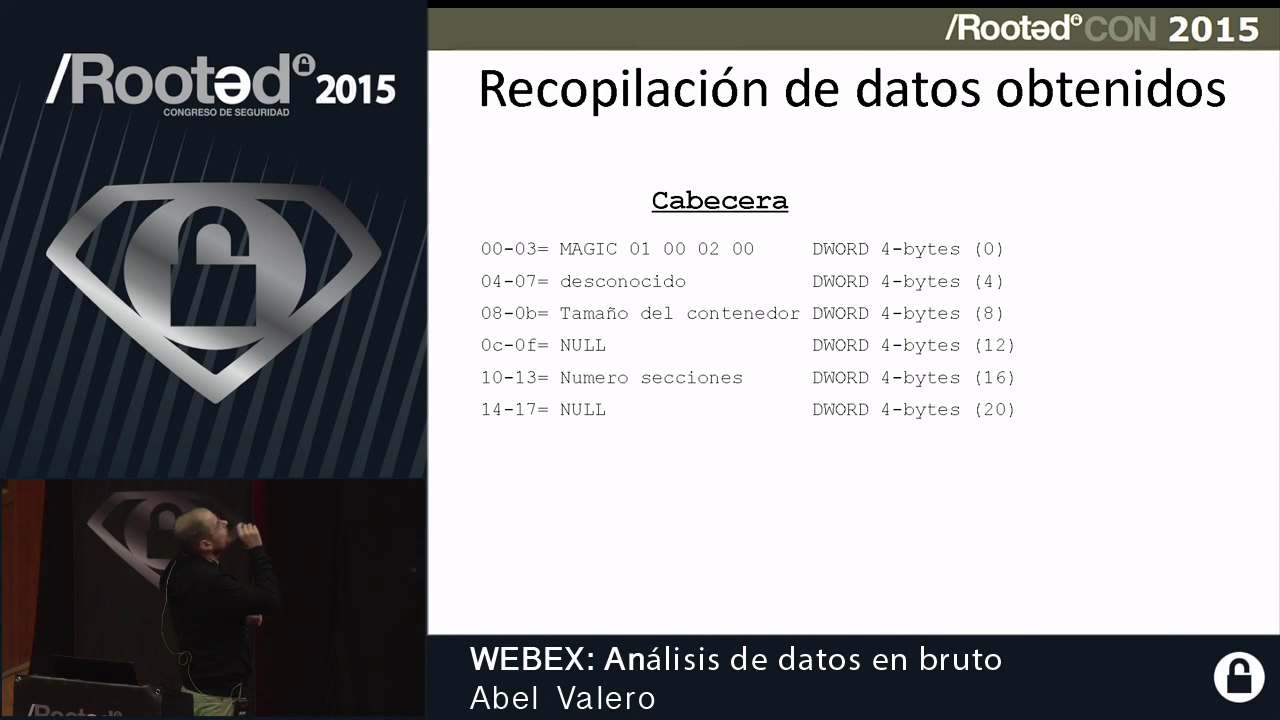 /Rootəd 2015
CONGRESO DE SEGURIDAD
/Rootəd CON 2015
Recopilación de datos obtenidos
Cabecera
00-03= MAGIC 01 00 02 00 DWORD 4-bytes (0)
04-07= desconocido DWORD 4-bytes (4)
08-0b= Tamaño del contenedor DWORD 4-bytes (8)
0c-0f= NULL DWORD 4-bytes (12)
10-13= Numero secciones DWORD 4-bytes (16)
14-17= NULL DWORD 4-bytes (20)
/Rootəd
WEBEX: Análisis de datos en bruto
Abel Valero